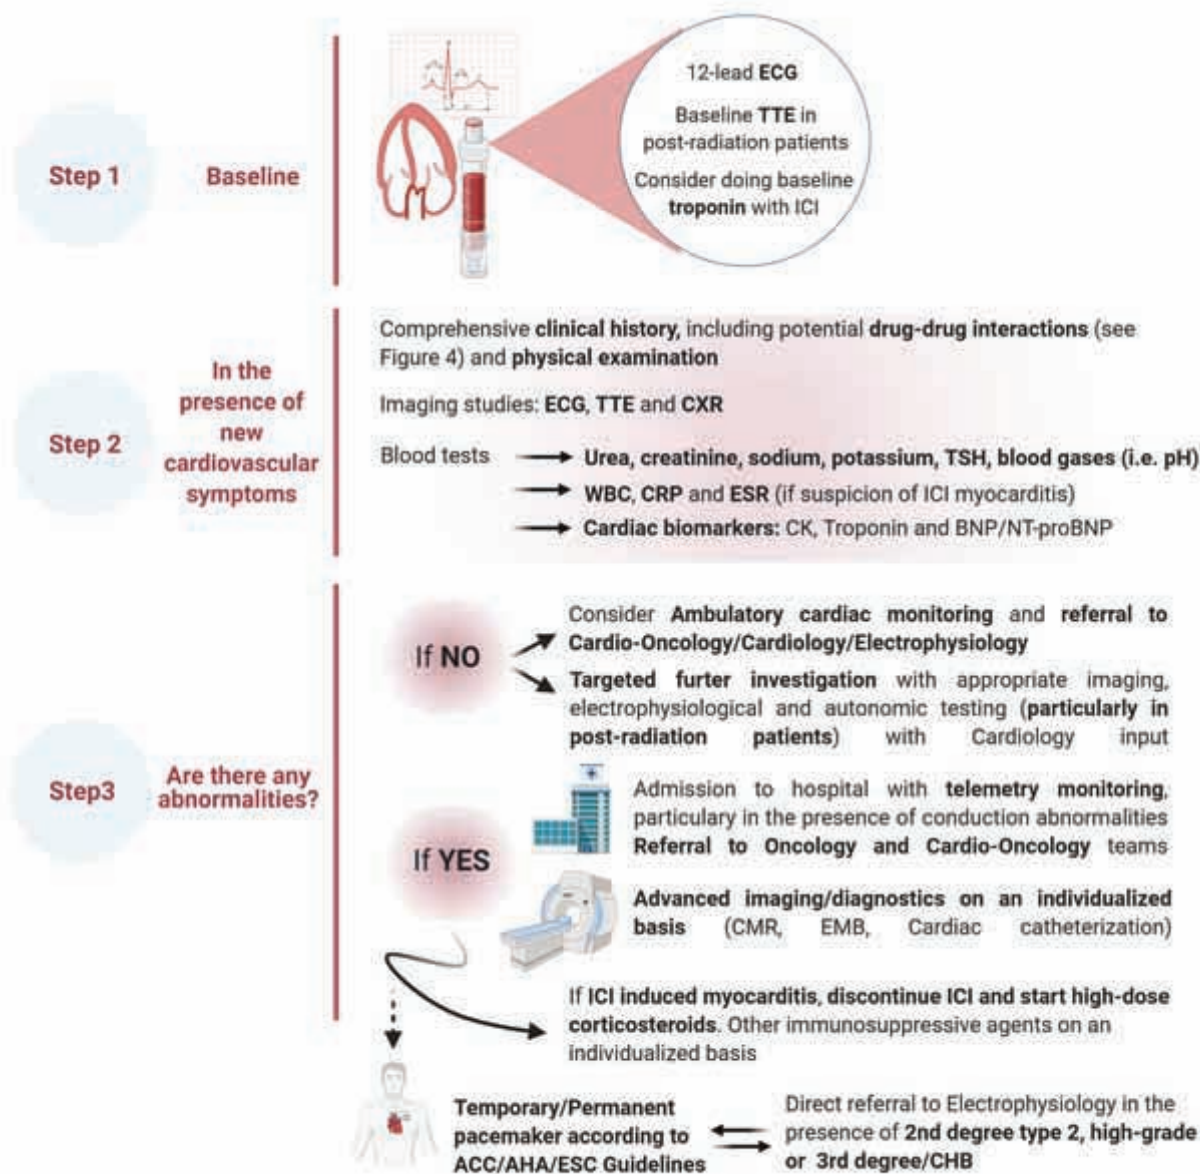 12-lead ECG
Baseline TTE in
post-radiation patients
Consider doing baseline
troponin with ICI
Step 1
Baseline
Comprehensive clinical history, including potential drug-drug interactions (see
Figure 4) and physical examination
Imaging studies: ECG, TTE and CXR
Step 2
In the
presence of
new
cardiovascular
symptoms
Blood tests
Urea, creatinine, sodium, potassium, TSH, blood gases (i.e. pH)
WBC, CRP and ESR (if suspicion of ICI myocarditis)
Cardiac biomarkers: CK, Troponin and BNP/NT-proBNP
Step3
Are there any
abnormalities?
If NO
Consider Ambulatory cardiac monitoring and referral to
Cardio-Oncology/Cardiology/Electrophysiology
Targeted furter investigation with appropriate imaging,
electrophysiological and autonomic testing (particularly in
post-radiation patients) with Cardiology input
If YES
Admission to hospital with telemetry monitoring,
particulary in the presence of conduction abnormalities
Referral to Oncology and Cardio-Oncology teams
Advanced imaging/diagnostics on an individualized
basis (CMR, EMB, Cardiac catheterization)
If ICI induced myocarditis, discontinue ICI and start high-dose
corticosteroids. Other immunosuppressive agents on an
individualized basis
Temporary/Permanent
pacemaker according to
ACC/AHA/ESC Guidelines
Direct referral to Electrophysiology in the
presence of 2nd degree type 2, high-grade
or 3rd degree/CHB